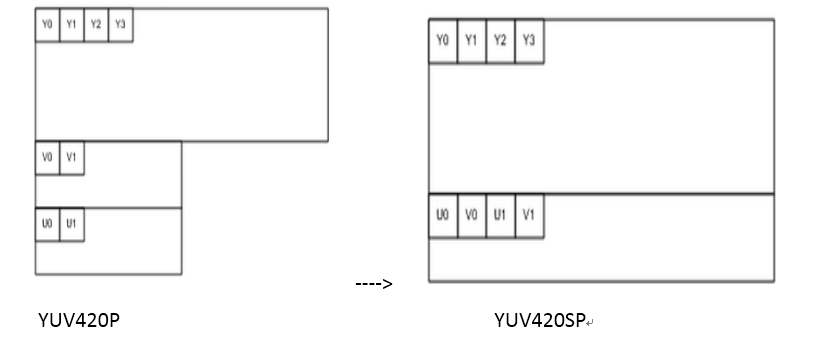 Y0 Y1 Y2 Y3
V0 V1
U0 U1
Y0 Y1 Y2 Y3
U0 V0 U1 V1
---->
YUV420P
YUV420SP↵